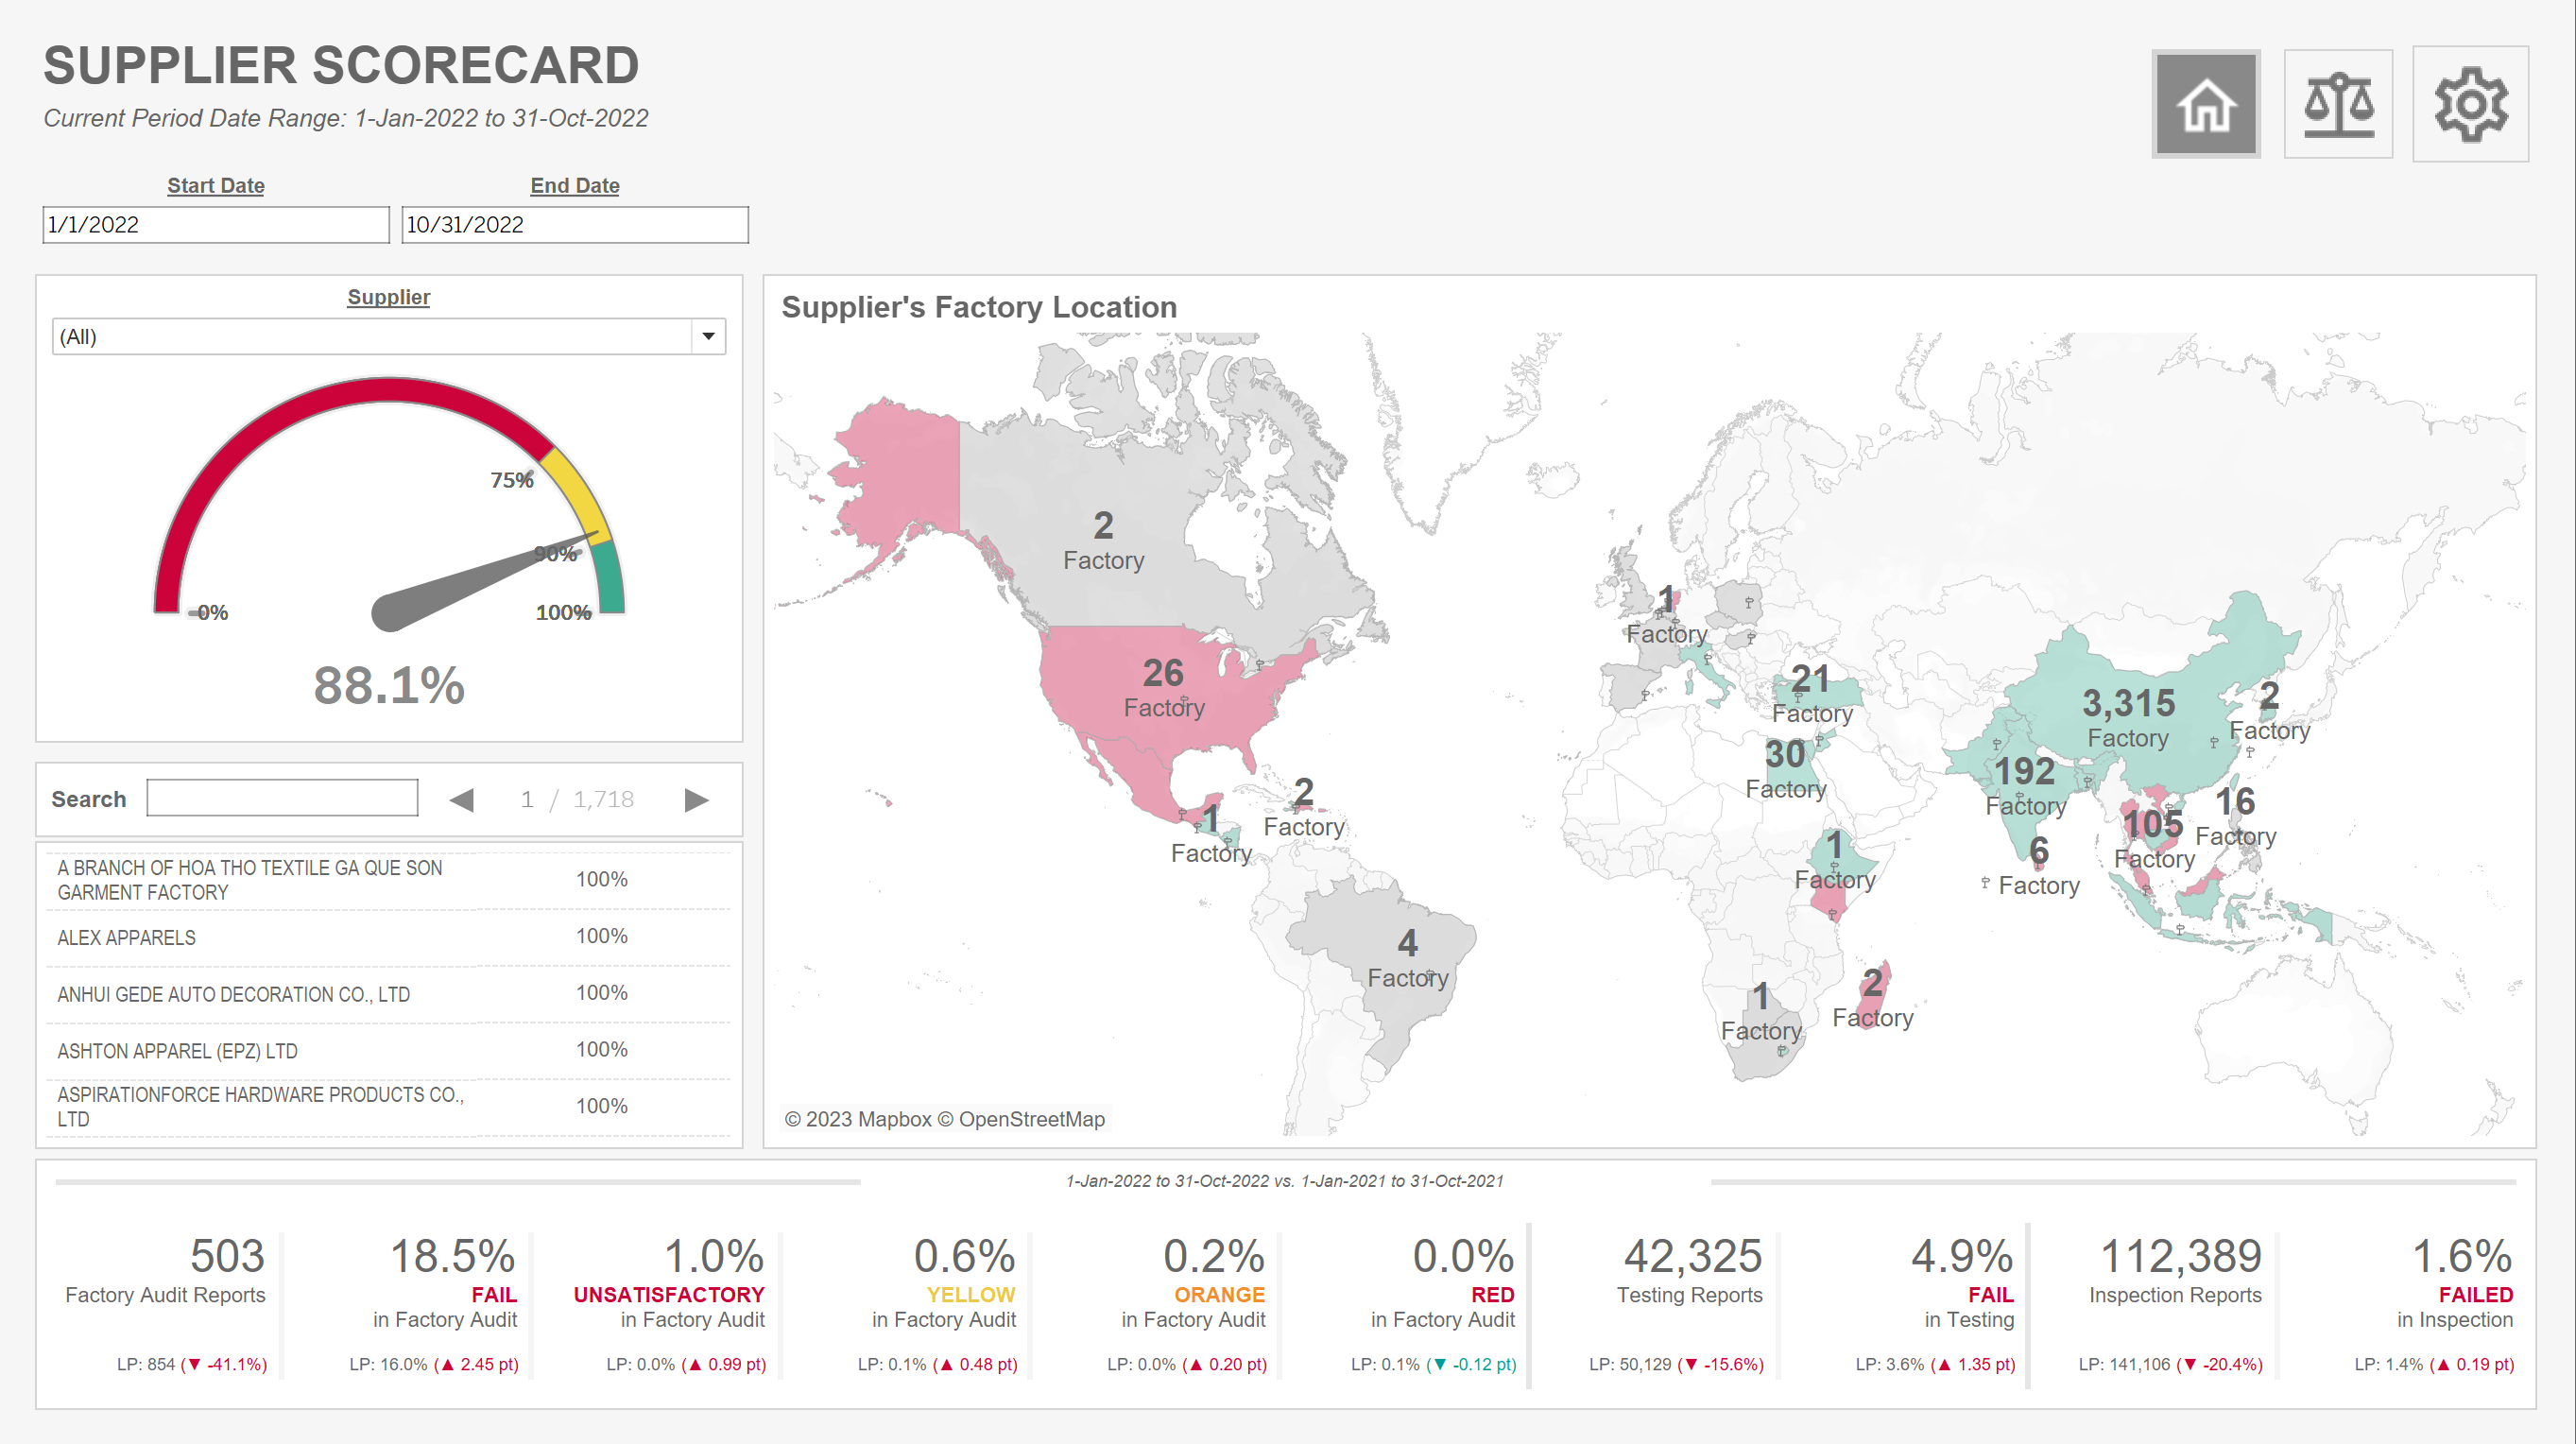 SUPPLIER SCORECARD
Current Period Date Range: 1-Jan-2022 to 31-Oct-2022
Start Date
End Date
1/1/2022
10/31/2022
Supplier
(All)
75%
90%
0%
100%
88.1%
Search
1 / 1,718
A BRANCH OF HOA THO TEXTILE GA QUE SON
GARMENT FACTORY
100%
ALEX APPARELS
100%
ANHUI GEDE AUTO DECORATION CO., LTD
100%
ASHTON APPAREL (EPZ) LTD
100%
ASPIRATIONFORCE HARDWARE PRODUCTS CO.,
LTD
100%
Supplier's Factory Location
2
Factory
26
Factory
1
Factory
2
Factory
4
Factory
1
Factory
21
Factory
30
Factory
1
Factory
1
Factory
2
Factory
3,315
Factory
2
Factory
192
Factory
6
Factory
105
Factory
16
Factory
© 2023 Mapbox © OpenStreetMap
1-Jan-2022 to 31-Oct-2022 vs. 1-Jan-2021 to 31-Oct-2021
503
Factory Audit Reports
LP: 854 (▼ -41.1%)
18.5%
FAIL
in Factory Audit
LP: 16.0% (▲ 2.45 pt)
1.0%
UNSATISFACTORY
in Factory Audit
LP: 0.0% (▲ 0.99 pt)
0.6%
YELLOW
in Factory Audit
LP: 0.1% (▲ 0.48 pt)
0.2%
ORANGE
in Factory Audit
LP: 0.0% (▲ 0.20 pt)
0.0%
RED
in Factory Audit
LP: 0.1% (▼ -0.12 pt)
42,325
Testing Reports
LP: 50,129 (▼ -15.6%)
4.9%
FAIL
in Testing
LP: 3.6% (▲ 1.35 pt)
112,389
Inspection Reports
LP: 141,106 (▼ -20.4%)
1.6%
FAILED
in Inspection
LP: 1.4% (▲ 0.19 pt)